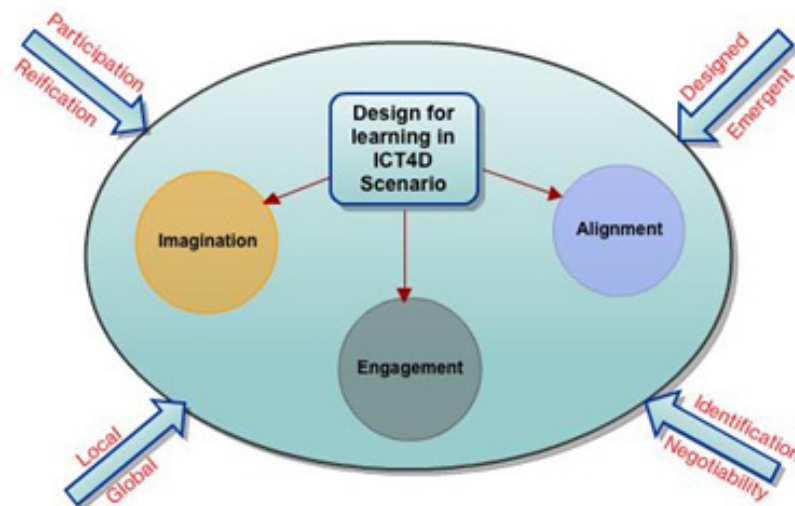 Participation
Reification
Designed
Emergent
Design for
learning in
ICT4D
Scenario
Imagination
Alignment
Engagement
Local
Global
Identification
Negotiability